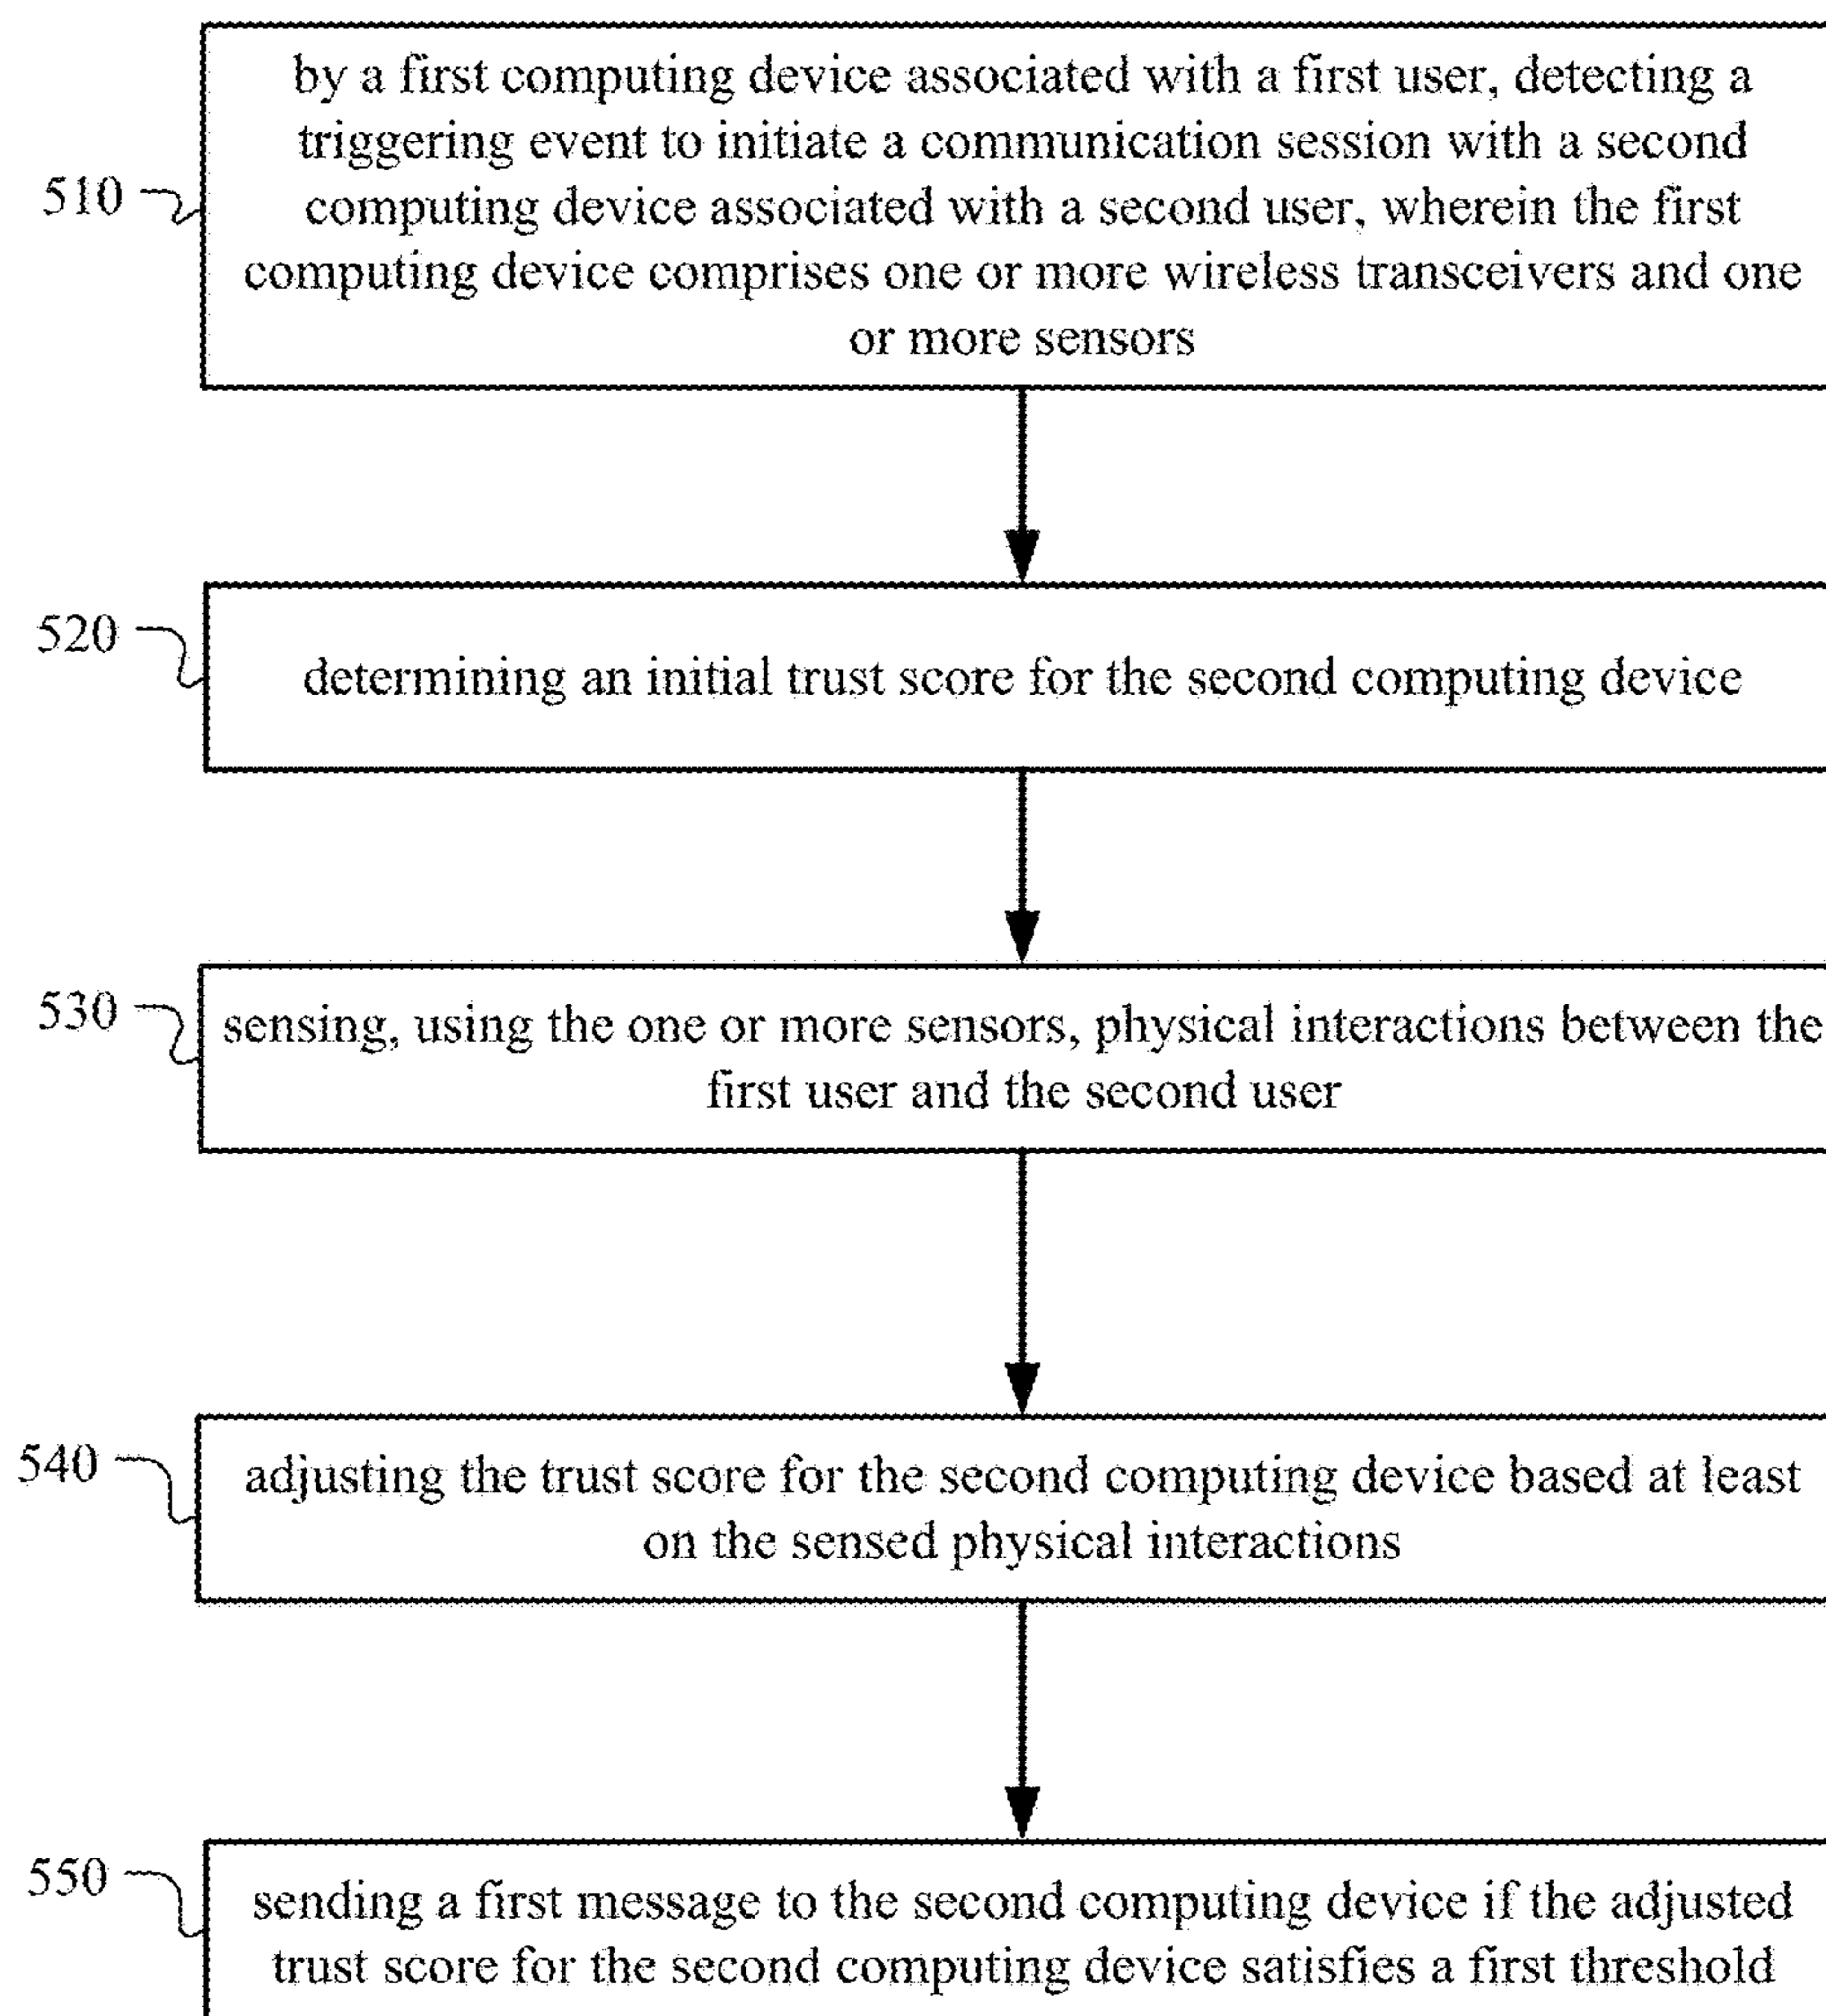 by a first computing device associated with a first user, detecting a
triggering event to initiate a communication session with a second
510
computing device associated with a second user, wherein the first
computing device comprises one or more wireless transceivers and one
or more sensors
520
determining an initial trust score for the second computing device
530
sensing, using the one or more sensors, physical interactions between the
first user and the second user
540
adjusting the trust score for the second computing device based at least
on the sensed physical interactions
550
sending a first message to the second computing device if the adjusted
trust score for the second computing device satisfies a first threshold